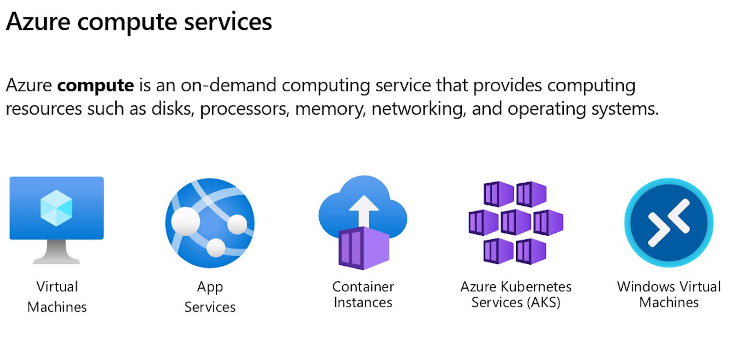 Azure compute services
Azure compute is an on-demand computing service that provides computing
resources such as disks, processors, memory, networking, and operating systems.
Virtual
Machines
App
Services
Container
Instances
Azure Kubernetes
Services (AKS)
Windows Virtual
Machines